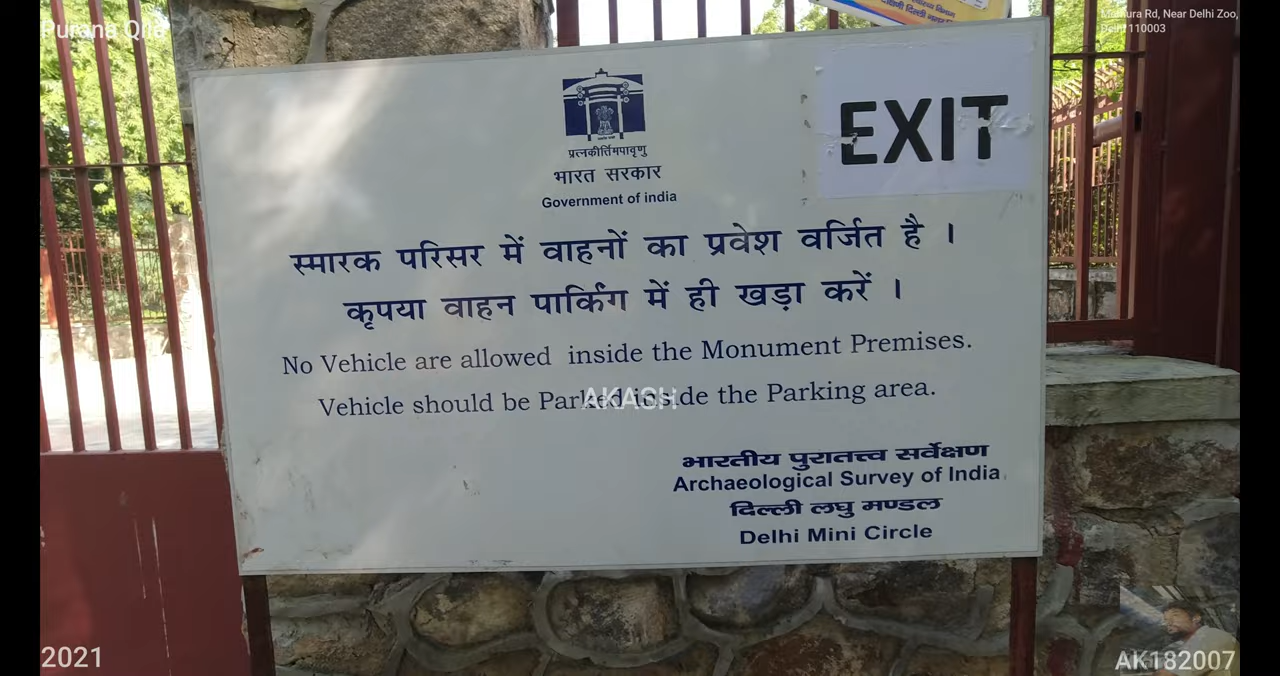 Purana Qila
दक्षिणी दिल्ली नगर
Mathura Rd, Near Delhi Zoo,
Delhi 110003
EXIT
प्रत्नकीर्तिमपावृणु
भारत सरकार
Government of india
स्मारक परिसर में वाहनों का प्रवेश वर्जित है ।
कृपया वाहन पार्किंग में ही खड़ा करें ।
No Vehicle are allowed inside the Monument Premises.
Vehicle should be Parked inside the Parking area.
AKASH
भारतीय पुरातत्त्व सर्वेक्षण
Archaeological Survey of India
दिल्ली लघु मण्डल
Delhi Mini Circle
2021
AK182007